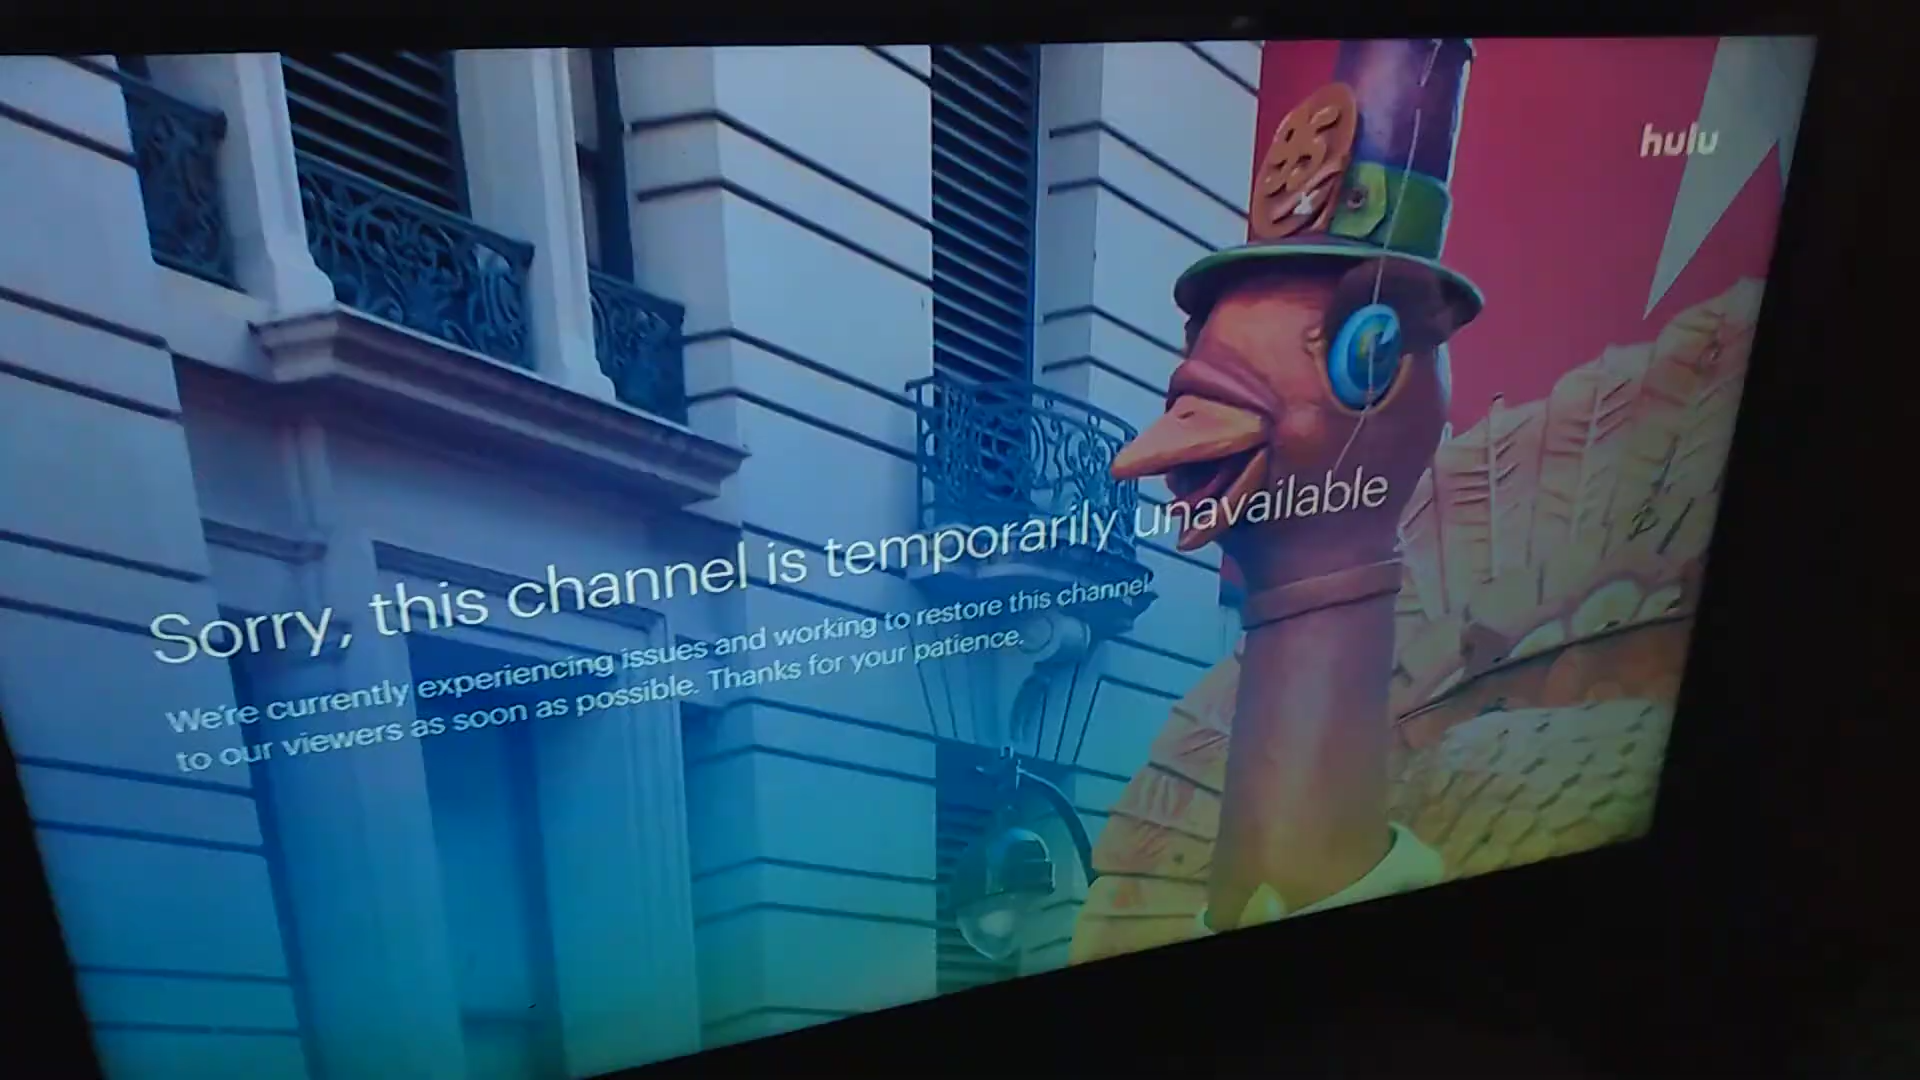 hulu
Sorry, this channel is temporarily unavailable
We're currently experiencing issues and working to restore this channel
to our viewers as soon as possible. Thanks for your patience.